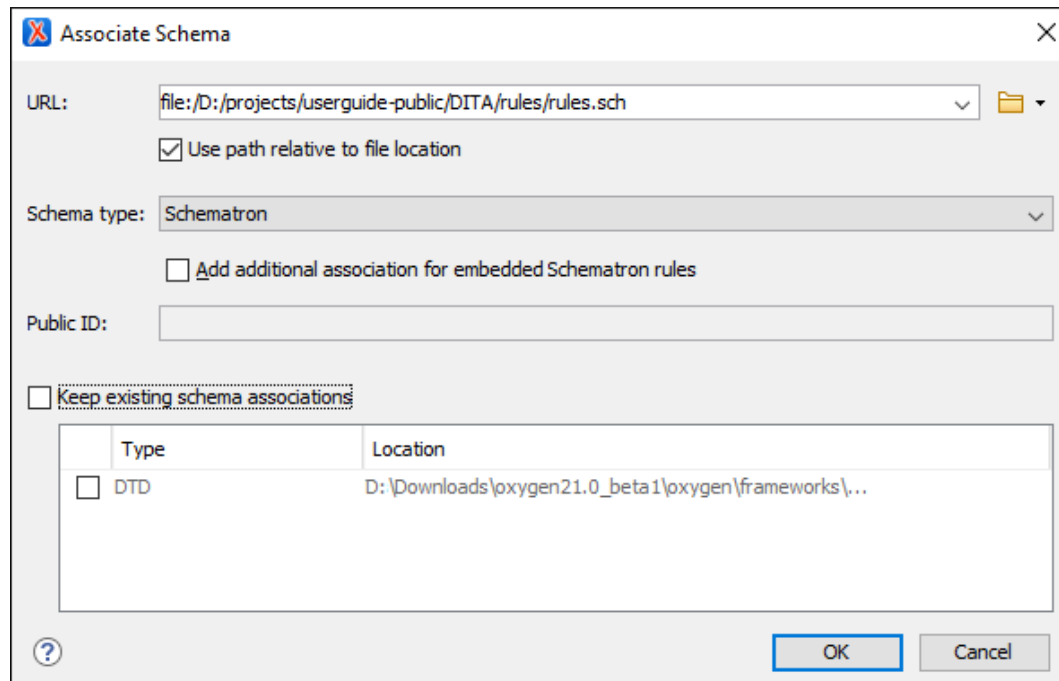 Associate Schema
URL: file:/D:/projects/userguide-public/DITA/rules/rules.sch
Use path relative to file location
Schema type: Schematron
Add additional association for embedded Schematron rules
Public ID:
Keep existing schema associations
Type Location
DTD D:\Downloads\oxygen21.0_beta1\oxygen\frameworks\...
? OK Cancel